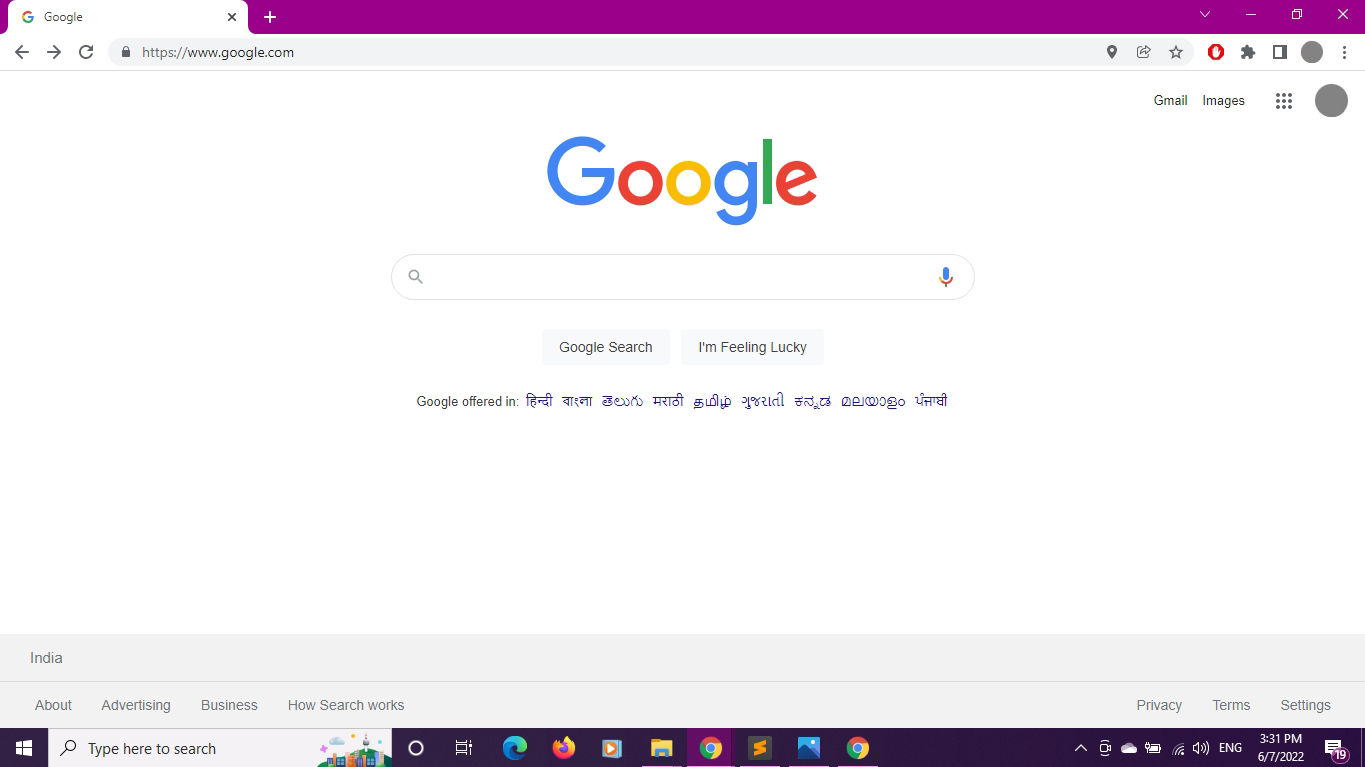 Google
https://www.google.com
Gmail Images
Google
Google Search I'm Feeling Lucky
Google offered in: हिन्दी বাংলা తెలుగు मराठी தமிழ் ગુજરાતી ಕನ್ನಡ മലയാളം ਪੰਜਾਬੀ
India
About Advertising Business How Search works Privacy Terms Settings
Type here to search
ENG
3:31 PM
6/7/2022
19